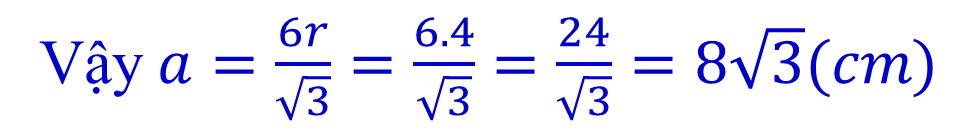 Vậy a = 6r/√3 = 6.4/√3 = 24/√3 = 8√3(cm)